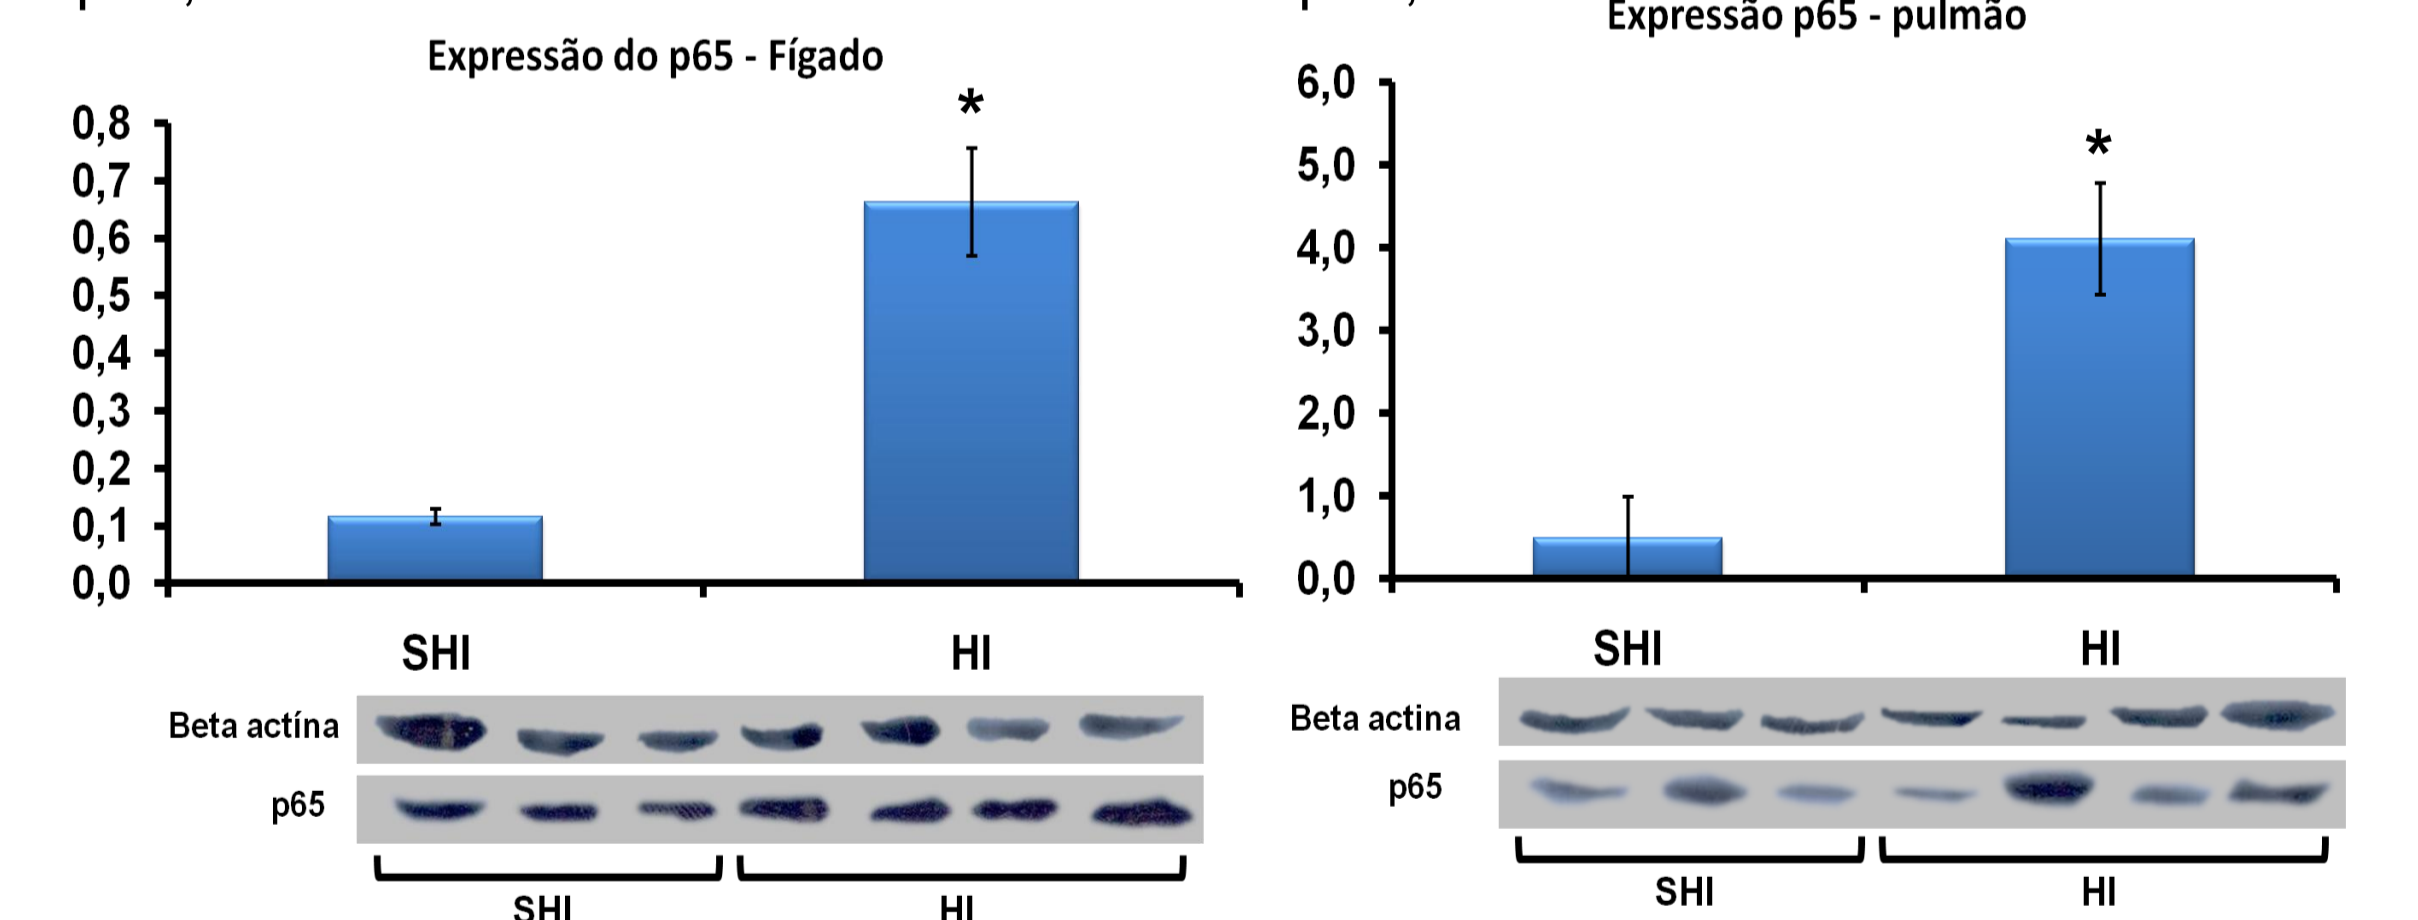 Expressão do p65 - Fígado
*
0,8
0,7
0,6
0,5
0,4
0,3
0,2
0,1
0,0
SHI HI
Beta actína
p65
SHI HI
Expressão p65 - pulmão
*
6,0
5,0
4,0
3,0
2,0
1,0
0,0
SHI HI
Beta actina
p65
SHI HI